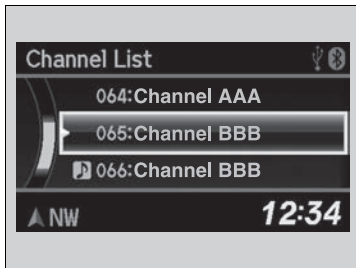 Channel List
064:Channel AAA
065:Channel BBB
066:Channel BBB
NW
12:34